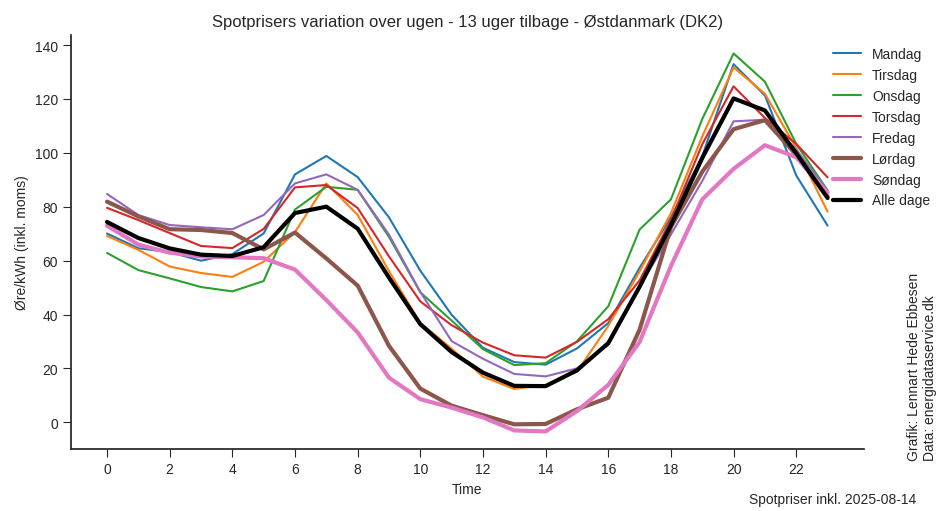 Spotprisers variation over ugen - 13 uger tilbage - Østdanmark (DK2)
Øre/kWh (inkl. moms)
140
120
100
80
60
40
20
0
0 2 4 6 8 10 12 14 16 18 20 22
Time
Mandag
Tirsdag
Onsdag
Torsdag
Fredag
Lørdag
Søndag
Alle dage
Grafik: Lennart Hede Ebbesen
Data: energidataservice.dk
Spotpriser inkl. 2025-08-14